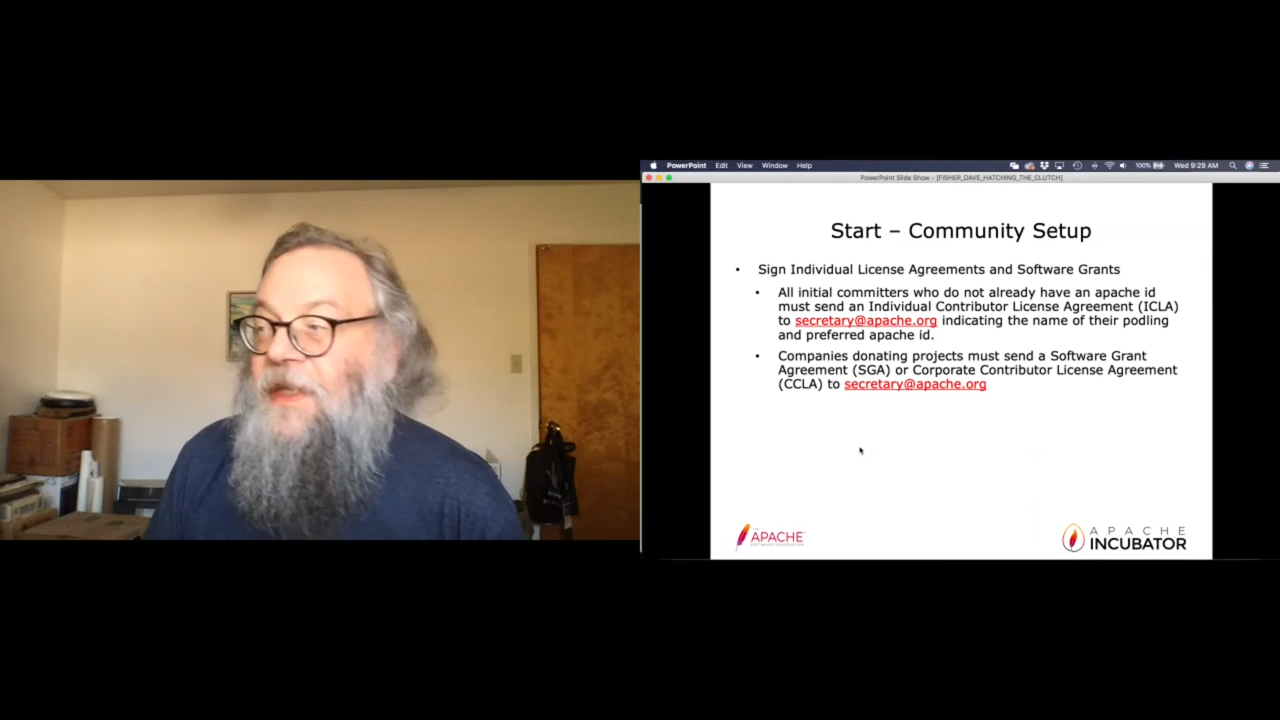 PowerPoint Edit View Window Help 100% Wed 9:29 AM
PowerPoint Slide Show - [FISHER_DAVE_HATCHING_THE_CLUTCH]
Start – Community Setup
• Sign Individual License Agreements and Software Grants
• All initial committers who do not already have an apache id
must send an Individual Contributor License Agreement (ICLA)
to secretary@apache.org indicating the name of their podling
and preferred apache id.
• Companies donating projects must send a Software Grant
Agreement (SGA) or Corporate Contributor License Agreement
(CCLA) to secretary@apache.org
THE
APACHE
SOFTWARE FOUNDATION
APACHE
INCUBATOR